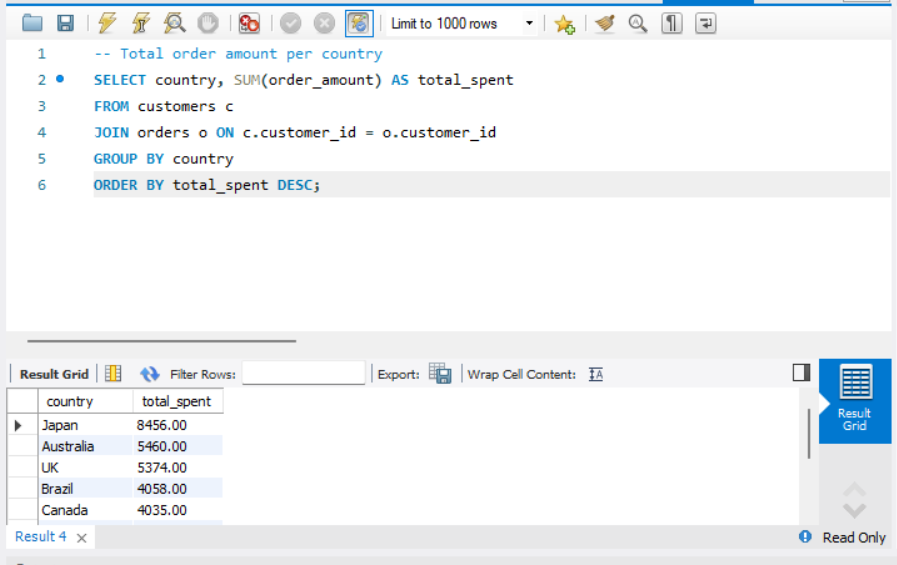 Limit to 1000 rows
1 -- Total order amount per country
2 SELECT country, SUM(order_amount) AS total_spent
3 FROM customers c
4 JOIN orders o ON c.customer_id = o.customer_id
5 GROUP BY country
6 ORDER BY total_spent DESC;
Result Grid Filter Rows: Export: Wrap Cell Content: IA
country total_spent
Japan 8456.00
Australia 5460.00
UK 5374.00
Brazil 4058.00
Canada 4035.00
Result Grid
Result 4 Read Only